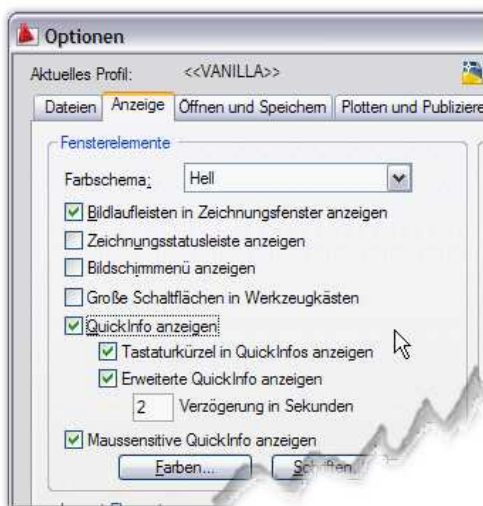 Optionen
Aktuelles Profil: <<VANILLA>>
Dateien Anzeige Öffnen und Speichern Plotten und Publiziere
Fensterelemente
Farbschema: Hell
Bildlaufleisten in Zeichnungsfenster anzeigen
Zeichnungsstatusleiste anzeigen
Bildschirmmenü anzeigen
Große Schaltflächen in Werkzeugkästen
QuickInfo anzeigen
Tastaturkürzel in QuickInfos anzeigen
Erweiterte QuickInfo anzeigen
2 Verzögerung in Sekunden
Maussensitive QuickInfo anzeigen
Farben... Schriften...